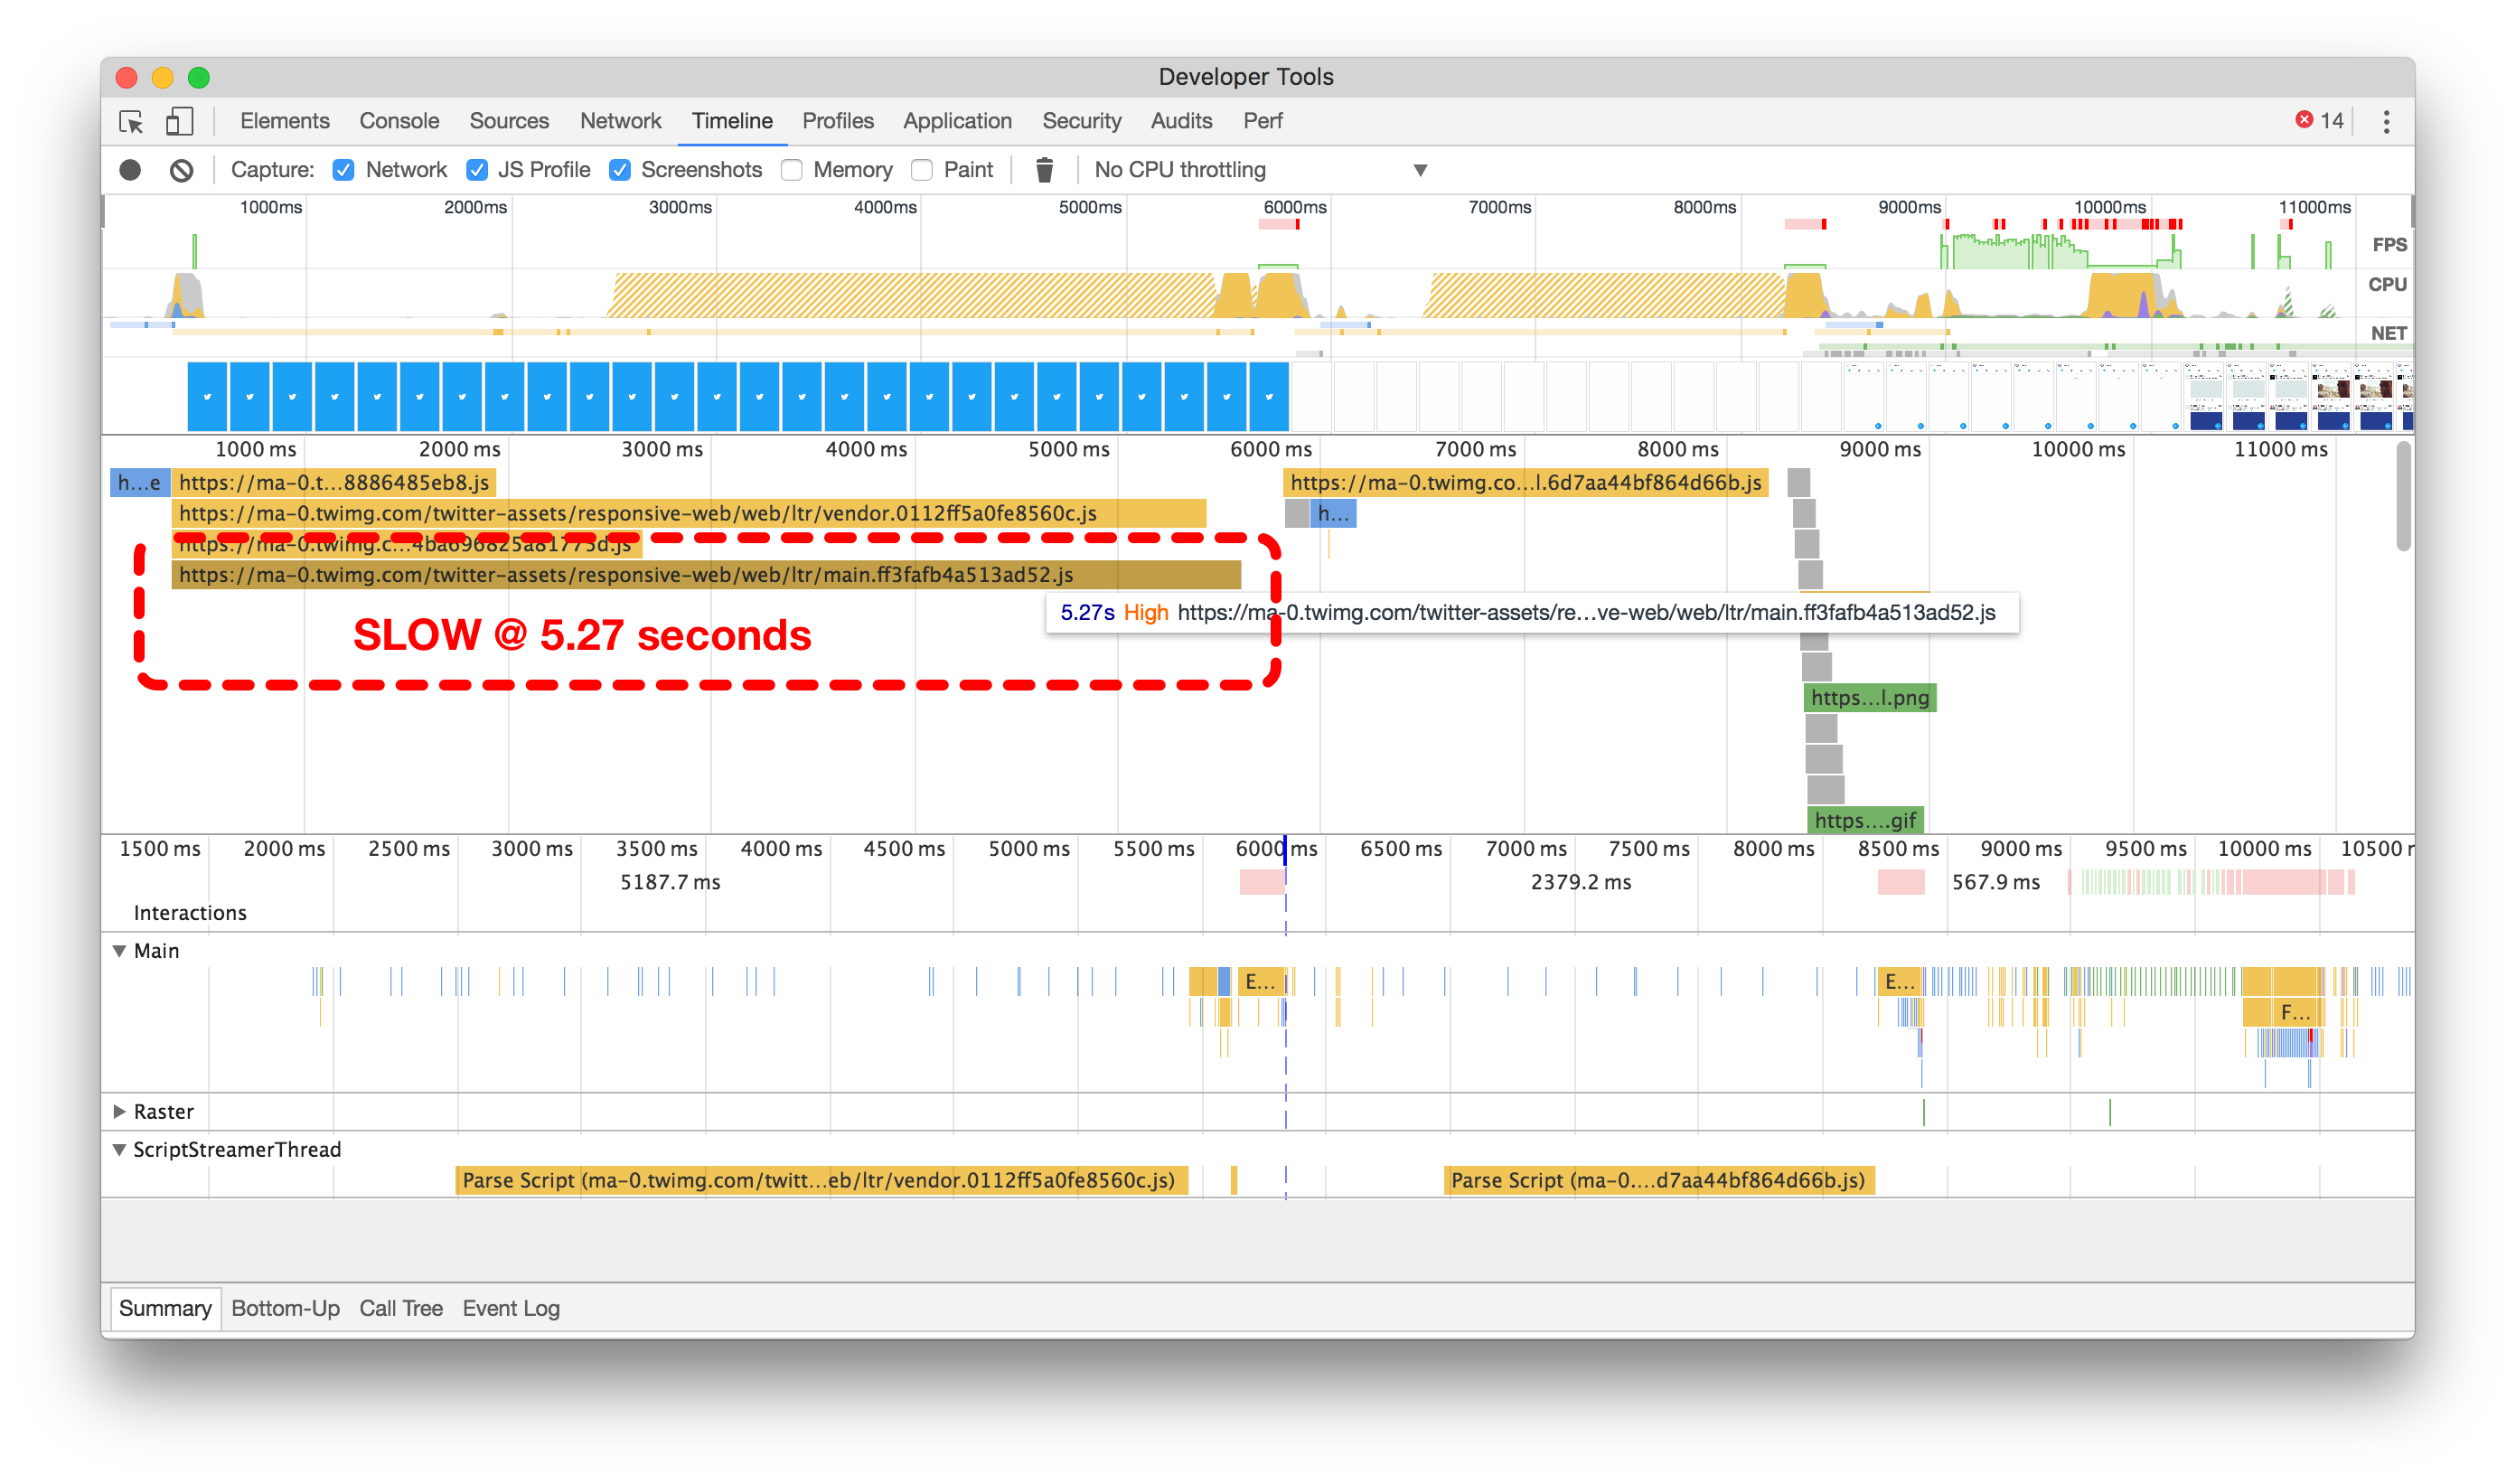 Developer Tools
Elements Console Sources Network Timeline Profiles Application Security Audits Perf 14
Capture: Network JS Profile Screenshots Memory Paint No CPU throttling
1000ms 2000ms 3000ms 4000ms 5000ms 6000ms 7000ms 8000ms 9000ms 10000ms 11000ms
FPS
CPU
NET
1000 ms 2000 ms 3000 ms 4000 ms 5000 ms 6000 ms 7000 ms 8000 ms 9000 ms 10000 ms 11000 ms
h...e https://ma-0.t...8886485eb8.js https://ma-0.twimg.co...l.6d7aa44bf864d66b.js
https://ma-0.twimg.com/twitter-assets/responsive-web/web/ltr/vendor.0112ff5a0fe8560c.js h...
https://ma-0.twimg.c...4ba696825a81773d.js
https://ma-0.twimg.com/twitter-assets/responsive-web/web/ltr/main.ff3fafb4a513ad52.js
5.27s High https://ma-0.twimg.com/twitter-assets/re...ve-web/web/ltr/main.ff3fafb4a513ad52.js
SLOW @ 5.27 seconds
https...l.png
https....gif
1500 ms 2000 ms 2500 ms 3000 ms 3500 ms 4000 ms 4500 ms 5000 ms 5500 ms 6000 ms 6500 ms 7000 ms 7500 ms 8000 ms 8500 ms 9000 ms 9500 ms 10000 ms 10500 
5187.7 ms 2379.2 ms 567.9 ms
Interactions
Main
E... E...
F...
Raster
ScriptStreamerThread
Parse Script (ma-0.twimg.com/twitt...eb/ltr/vendor.0112ff5a0fe8560c.js) Parse Script (ma-0....d7aa44bf864d66b.js)
Summary Bottom-Up Call Tree Event Log